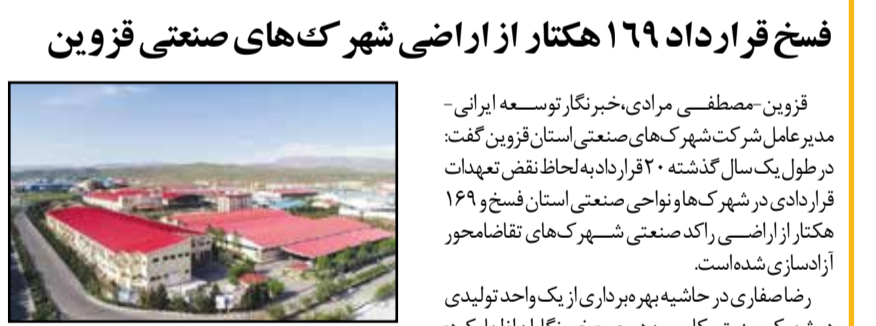 فسخ قرارداد ۱۶۹ هکتار از اراضی شهرک‌های صنعتی قزوین
قزوین-مصطفی مرادی،خبرنگار توسعه ایرانی-
مدیرعامل شرکت شهرک‌های صنعتی استان قزوین گفت:
در طول یک سال گذشته ۲۰ قرارداد به لحاظ نقض تعهدات
قراردادی در شهرک‌ها و نواحی صنعتی استان فسخ و ۱۶۹
هکتار از اراضی راکد صنعتی شهرک‌های تقاضامحور
آزادسازی شده است.
رضا صفاری در حاشیه بهره‌برداری از یک واحد تولیدی